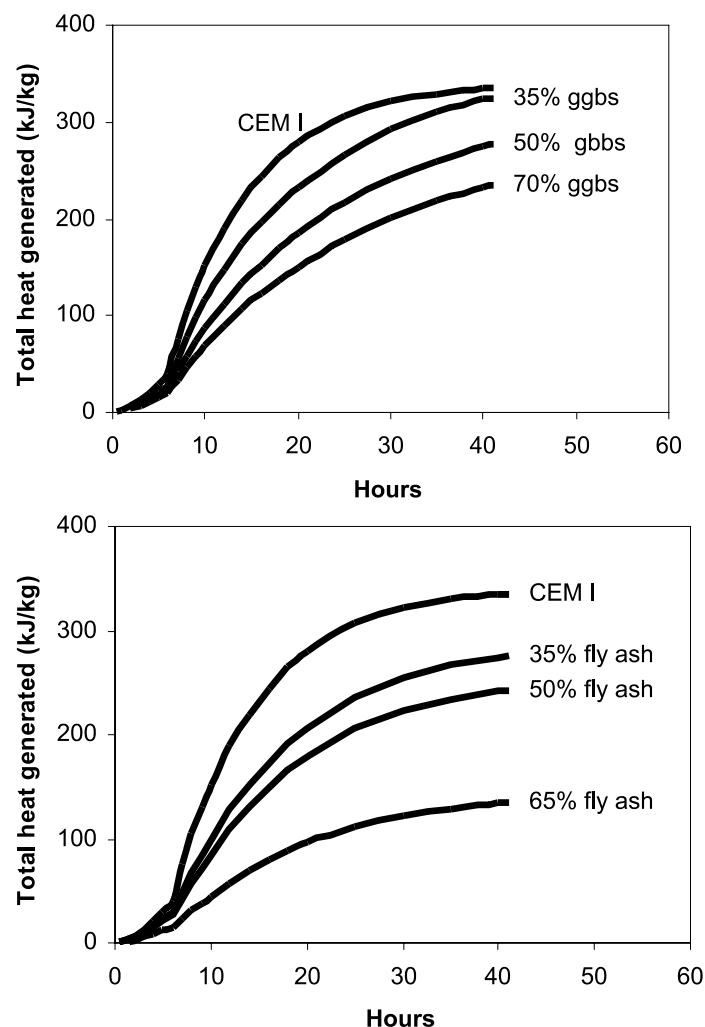 400
300
200
100
0
Total heat generated (kJ/kg)
CEM I
35% ggbs
50% gbbs
70% ggbs
0 10 20 30 40 50 60
Hours
400
300
200
100
0
Total heat generated (kJ/kg)
CEM I
35% fly ash
50% fly ash
65% fly ash
0 10 20 30 40 50 60
Hours